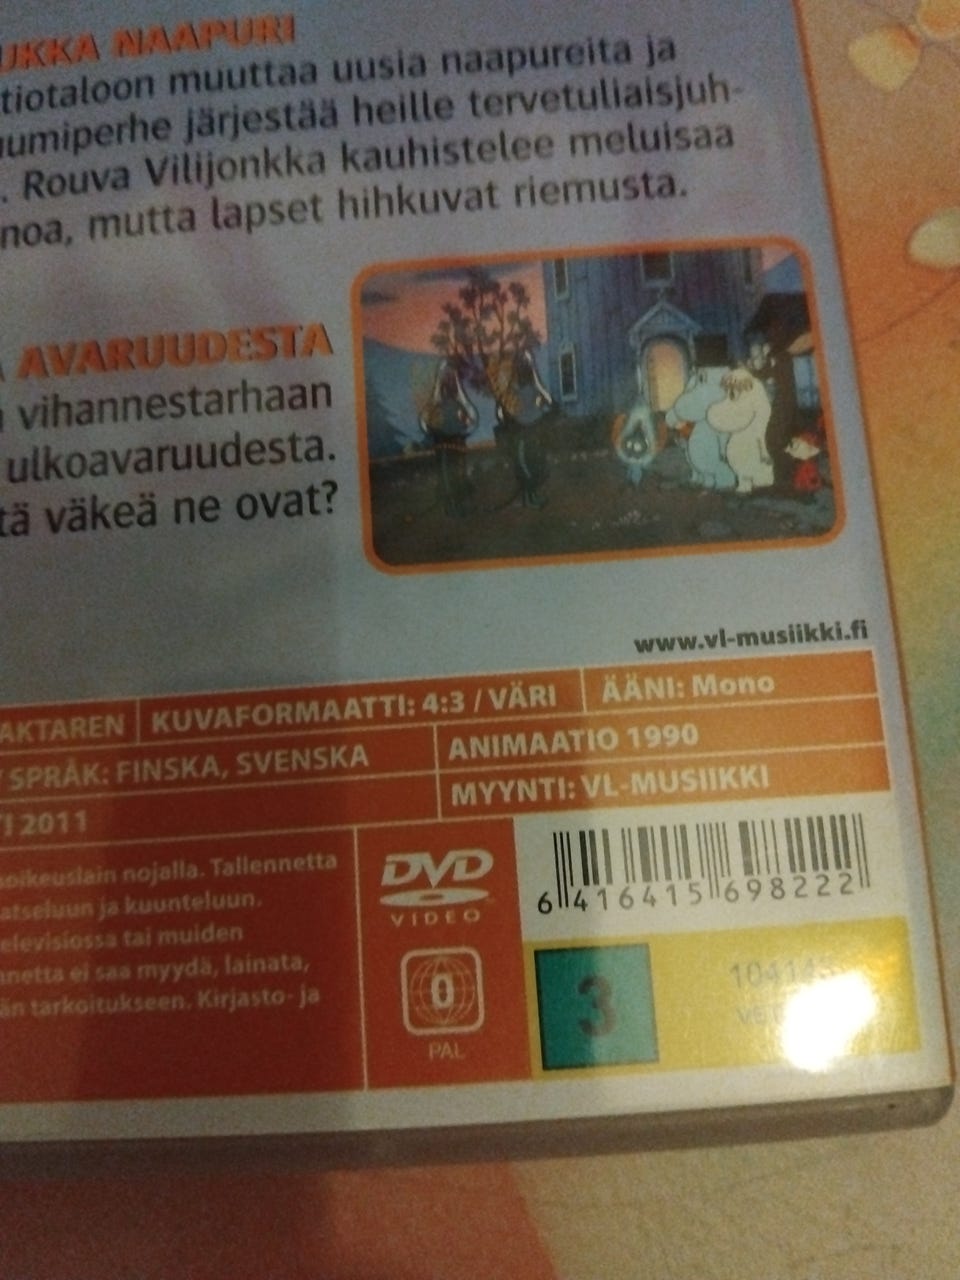 UKKA NAAPURI
tiotaloon muuttaa uusia naapureita ja
umiperhe järjestää heille tervetuliaisjuh-
. Rouva Vilijonkka kauhistelee meluisaa
noa, mutta lapset hihkuvat riemusta.
AVARUUDESTA
vihannestarhaan
ulkoavaruudesta.
tä väkeä ne ovat?
www.vl-musiikki.fi
AKTAREN KUVAFORMAATTI: 4:3 / VÄRI ÄÄNI: Mono
/ SPRÅK: FINSKA, SVENSKA ANIMAATIO 1990
I 2011 MYYNTI: VL-MUSIIKKI
oikeuslain nojalla. Tallennetta
atseluun ja kuunteluun.
elevisiossa tai muiden
nnetta ei saa myydä, lainata,
än tarkoitukseen. Kirjasto- ja
DVD
VIDEO
0
PAL
6 416415 698222
3